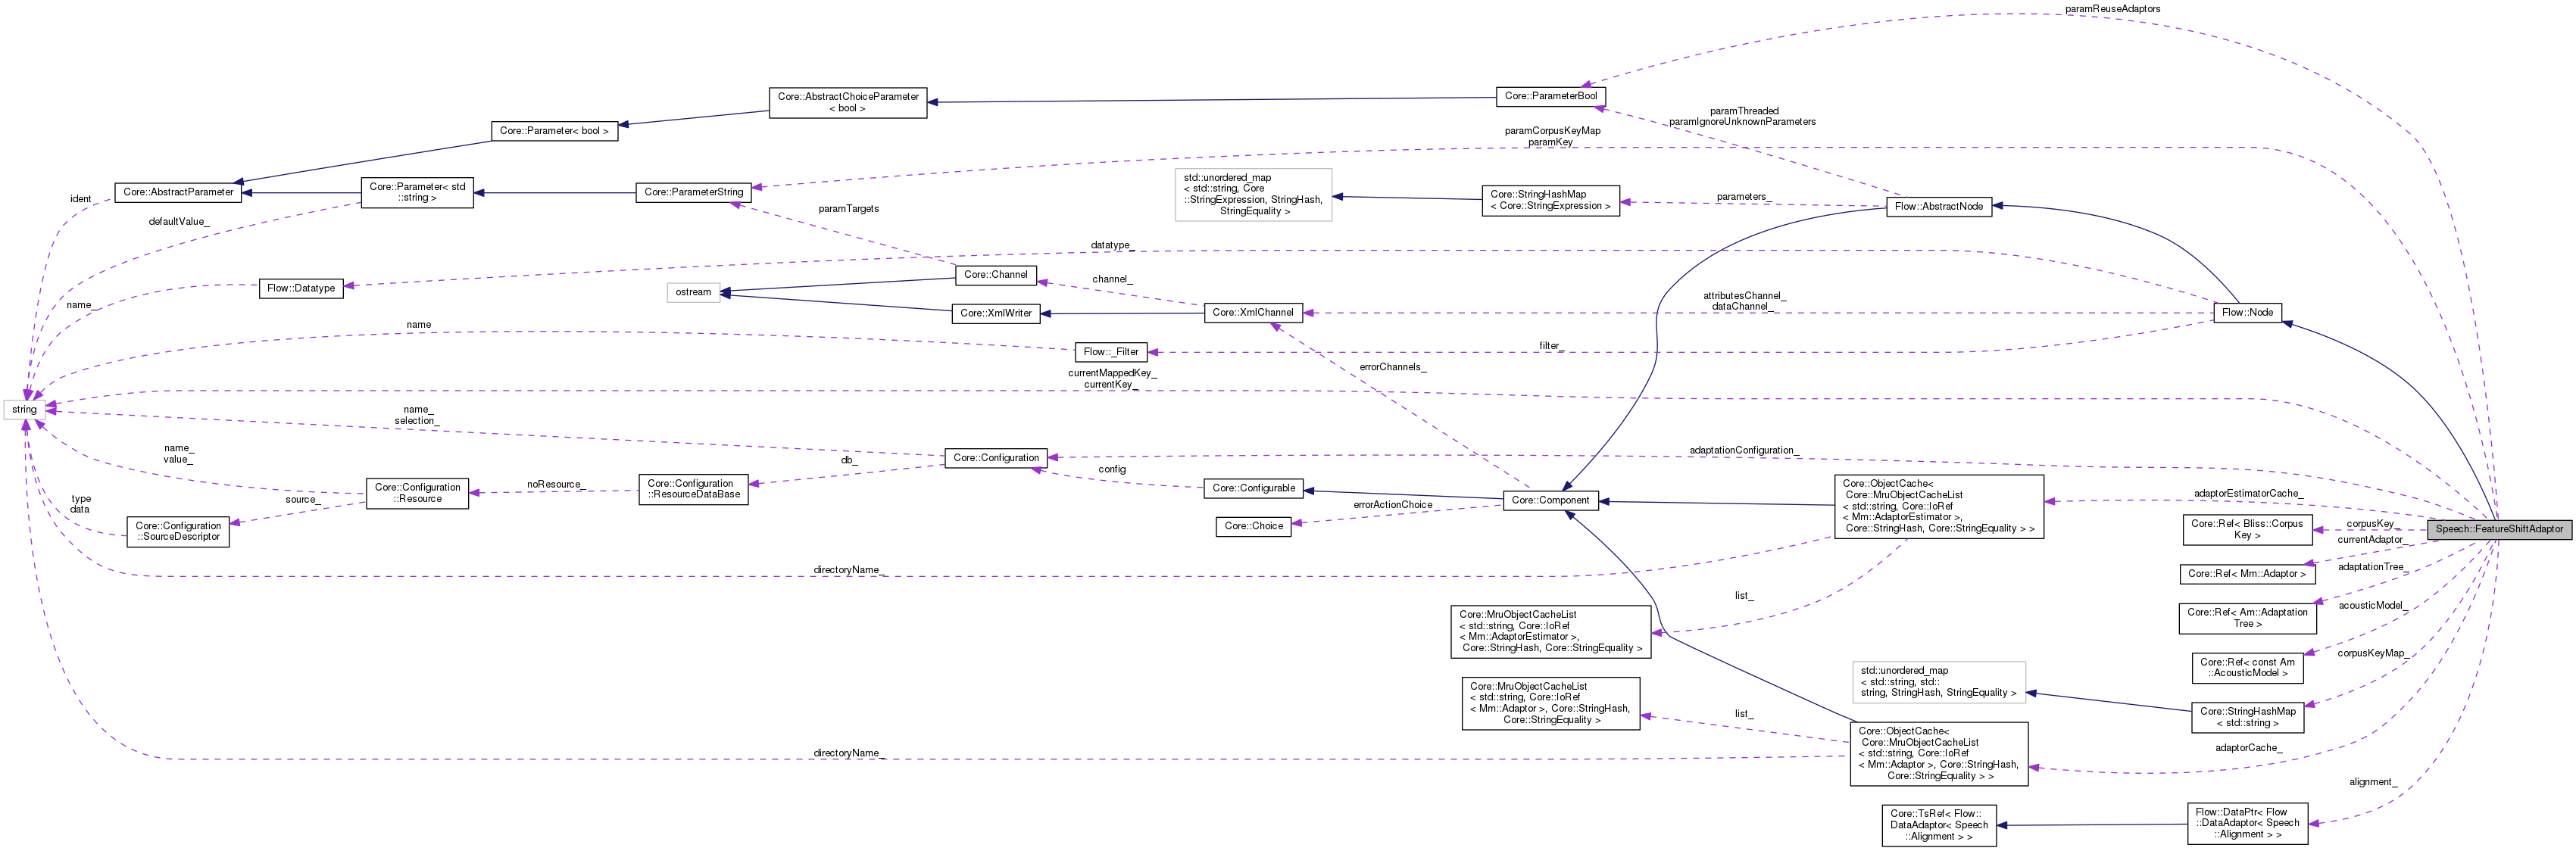 paramReuseAdaptors
Core::AbstractChoiceParameter
< bool >
Core::ParameterBool
paramThreaded
paramIgnoreUnknownParameters
Core::Parameter< bool >
paramCorpusKeyMap
paramKey
ident
Core::AbstractParameter
Core::Parameter< std
::string >
Core::ParameterString
std::unordered_map
< std::string, Core
::StringExpression, StringHash,
StringEquality >
Core::StringHashMap
< Core::StringExpression >
parameters_
Flow::AbstractNode
defaultValue_
paramTargets
datatype_
Flow::Datatype
name_
ostream
Core::Channel
channel_
Core::XmlWriter
Core::XmlChannel
attributesChannel_
dataChannel_
Flow::Node
name
Flow::_Filter
filter_
errorChannels_
currentMappedKey_
currentKey_
string
name_
selection_
name_
value_
Core::Configuration
db_
config
adaptationConfiguration_
type
data
source_
Core::Configuration
::Resource
noResource_
Core::Configuration
::ResourceDataBase
Core::Configurable
Core::Component
Core::Configuration
::SourceDescriptor
Core::Choice
errorActionChoice
Core::ObjectCache<
Core::MruObjectCacheList
< std::string, Core::IoRef
< Mm::AdaptorEstimator >,
Core::StringHash, Core::StringEquality > >
adaptorEstimatorCache_
Core::Ref< Bliss::Corpus
Key >
corpusKey_
Speech::FeatureShiftAdaptor
currentAdaptor_
Core::Ref< Mm::Adaptor >
adaptationTree_
directoryName_
list_
Core::Ref< Am::Adaptation
Tree >
acousticModel_
Core::MruObjectCacheList
< std::string, Core::IoRef
< Mm::AdaptorEstimator >,
Core::StringHash, Core::StringEquality >
Core::Ref< const Am
::AcousticModel >
corpusKeyMap_
std::unordered_map
< std::string, std::
string, StringHash, StringEquality >
Core::MruObjectCacheList
< std::string, Core::IoRef
< Mm::Adaptor >, Core::StringHash,
Core::StringEquality >
list_
Core::StringHashMap
< std::string >
directoryName_
Core::ObjectCache<
Core::MruObjectCacheList
< std::string, Core::IoRef
< Mm::Adaptor >, Core::StringHash,
Core::StringEquality > >
adaptorCache_
alignment_
Core::TsRef< Flow::
DataAdaptor< Speech
::Alignment > >
Flow::DataPtr< Flow
::DataAdaptor< Speech
::Alignment > >